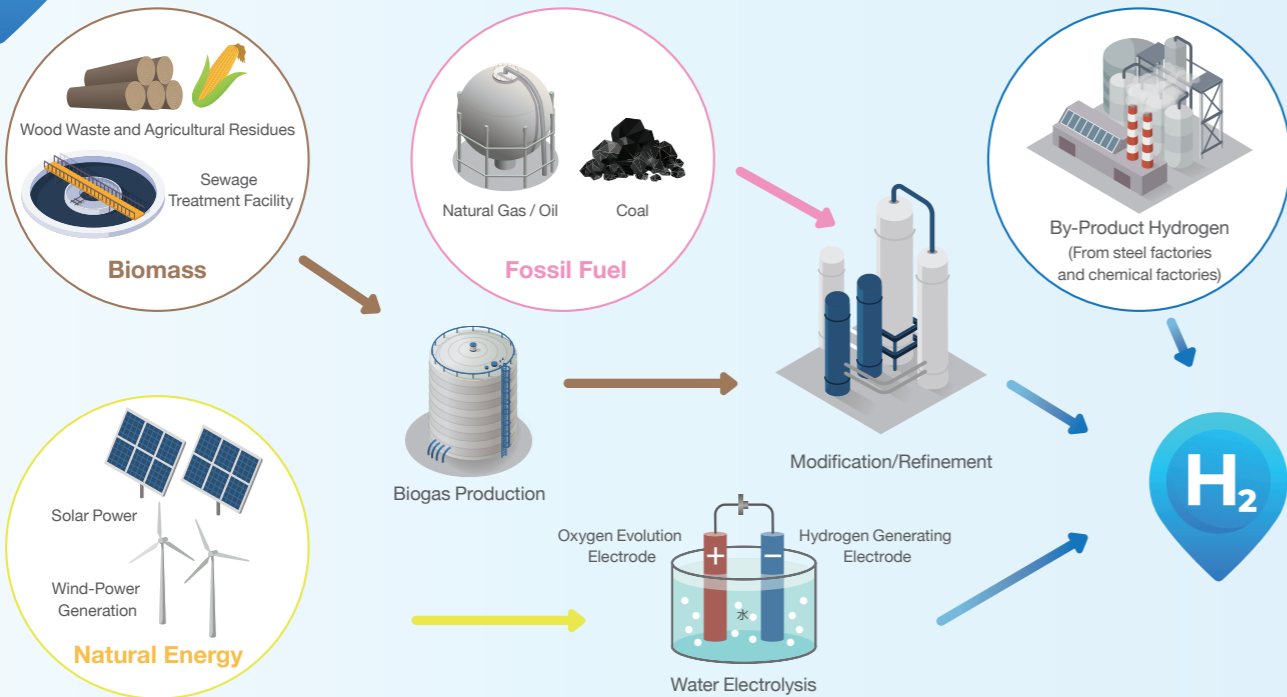 Wood Waste and Agricultural Residues
Sewage
Treatment Facility
Biomass
Natural Gas / Oil
Coal
Fossil Fuel
By-Product Hydrogen
(From steel factories
and chemical factories)
Biogas Production
Modification/Refinement
H₂
Solar Power
Wind-Power
Generation
Natural Energy
Oxygen Evolution
Electrode
+
−
Hydrogen Generating
Electrode
水
Water Electrolysis